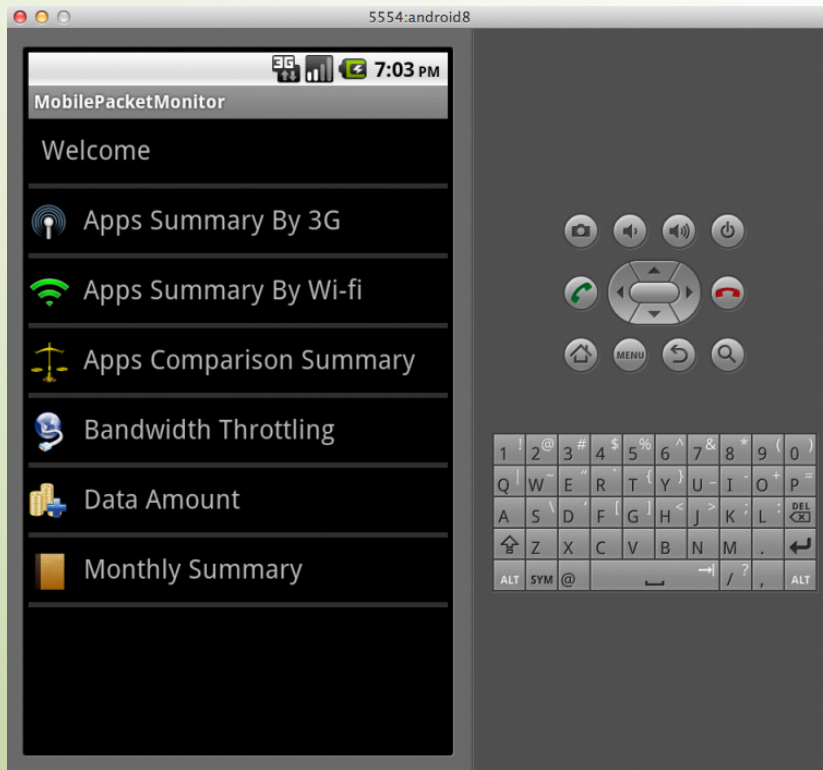 5554:android8
3G 7:03 PM
MobilePacketMonitor
Welcome
Apps Summary By 3G
Apps Summary By Wi-fi
Apps Comparison Summary
Bandwidth Throttling
Data Amount
Monthly Summary
MENU
1 ! 2 @ 3 # 4 $ 5 % 6 ^ 7 & 8 * 9 ( 0 )
Q | W ~ E " R ` T { Y } U _ I - O + P =
A S \ D ' F [ G ] H < J > K ; L : DEL
Z X C V B N M .
ALT SYM @ / ? , ALT